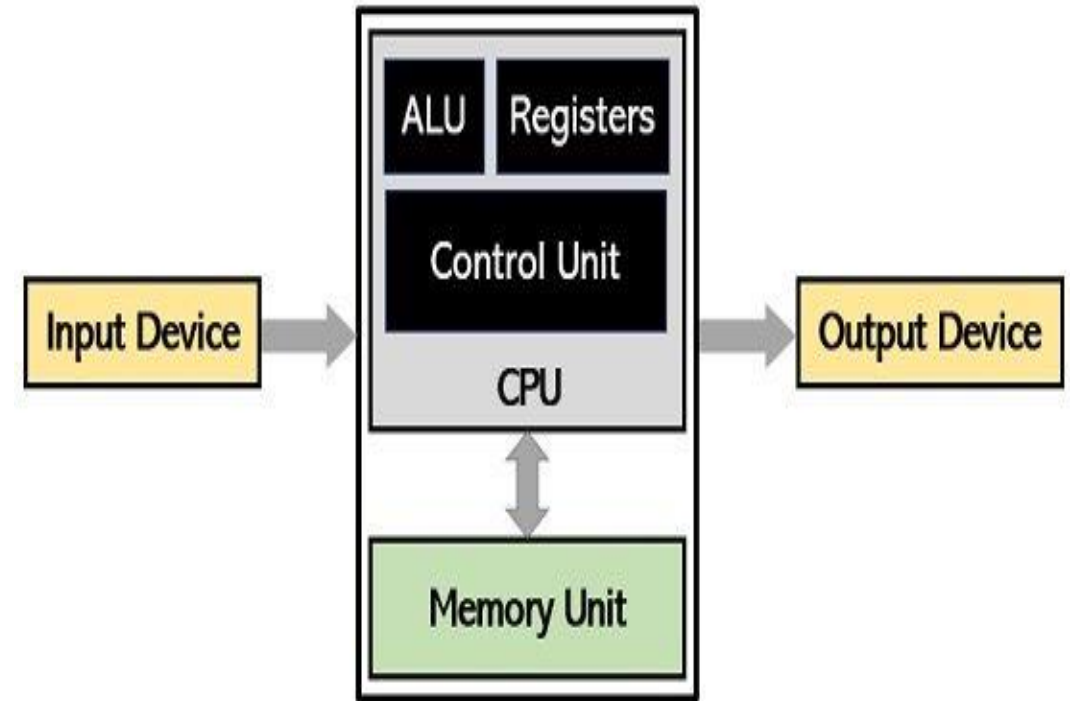 ALU
Registers
Control Unit
Input Device
Output Device
CPU
Memory Unit